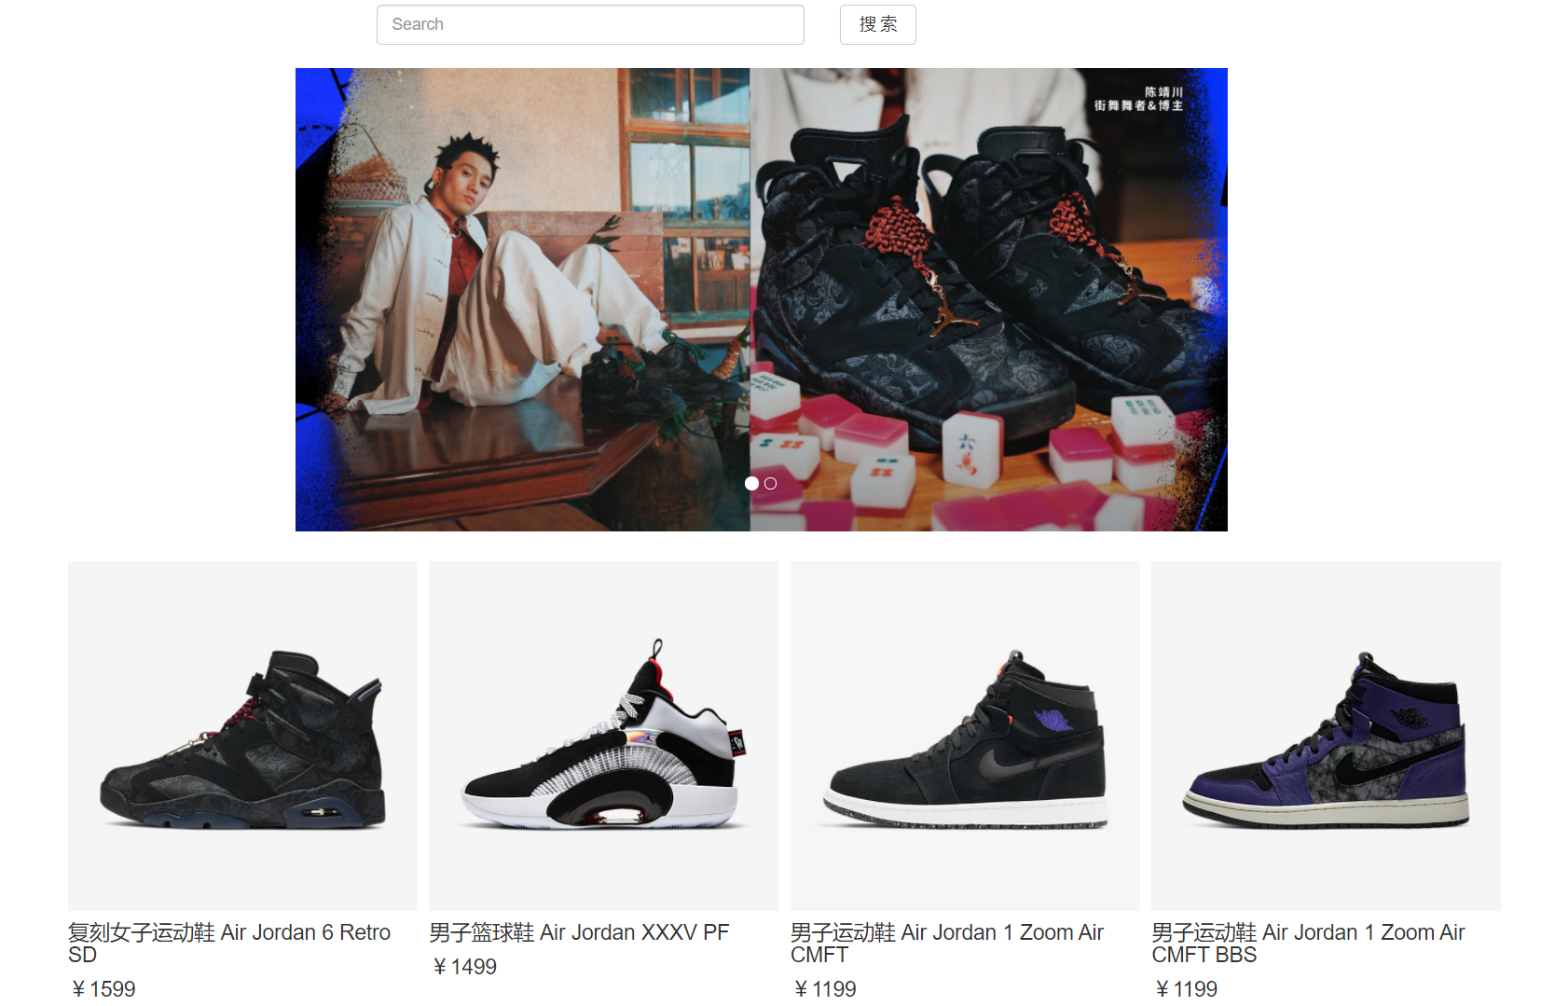 Search
搜 索
陈靖川
街舞舞者&博主
六
萬
复刻女子运动鞋 Air Jordan 6 Retro
SD
￥1599
男子篮球鞋 Air Jordan XXXV PF
￥1499
男子运动鞋 Air Jordan 1 Zoom Air
CMFT
￥1199
男子运动鞋 Air Jordan 1 Zoom Air
CMFT BBS
￥1199